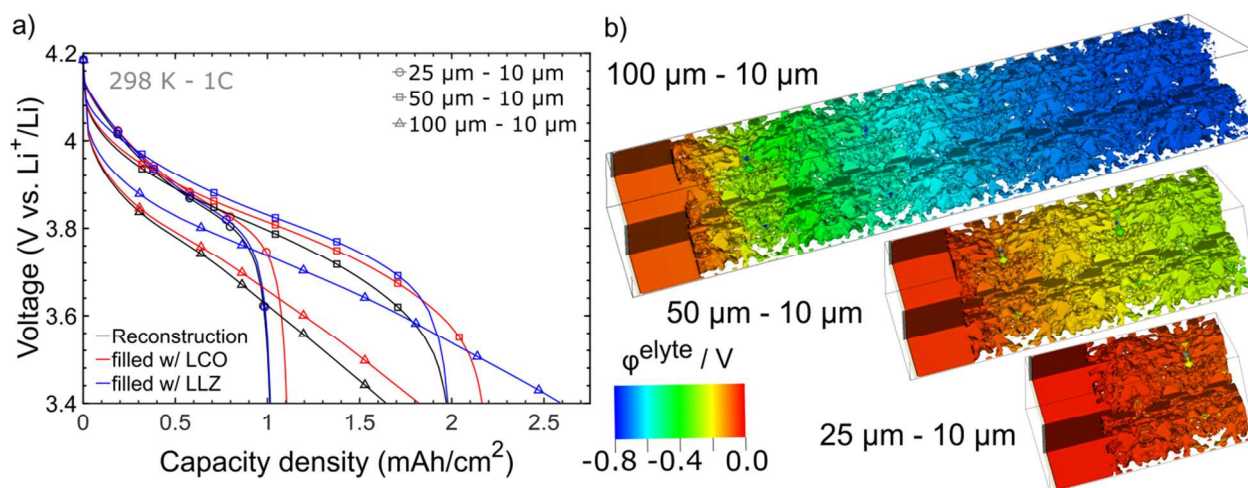 a)
298 K - 1C
25 µm - 10 µm
50 µm - 10 µm
100 µm - 10 µm
Reconstruction
filled w/ LCO
filled w/ LLZ
Voltage (V vs. Li⁺/Li)
4.2
4
3.8
3.6
3.4
0
0.5
1
1.5
2
2.5
Capacity density (mAh/cm²)
b)
100 µm - 10 µm
50 µm - 10 µm
25 µm - 10 µm
φᵉˡʸᵗᵉ / V
-0.8 -0.4 0.0